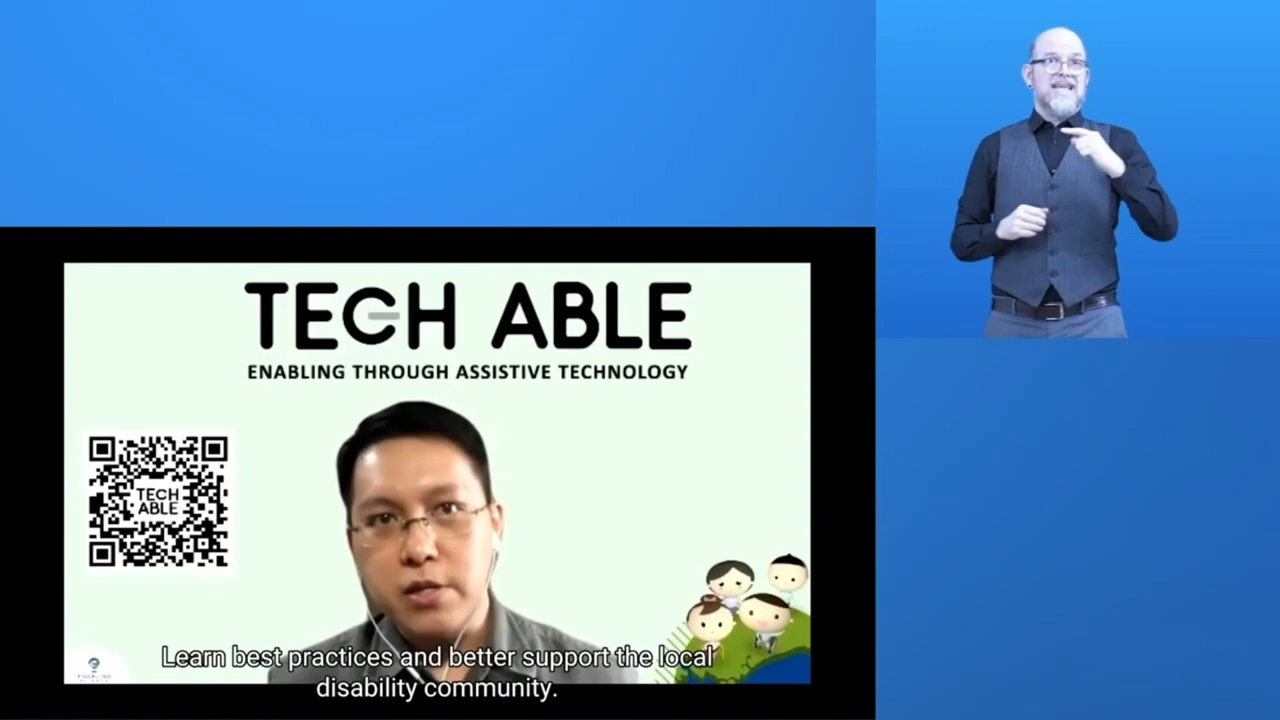 TECH ABLE
ENABLING THROUGH ASSISTIVE TECHNOLOGY
TECH
ABLE
Learn best practices and better support the local
disability community.